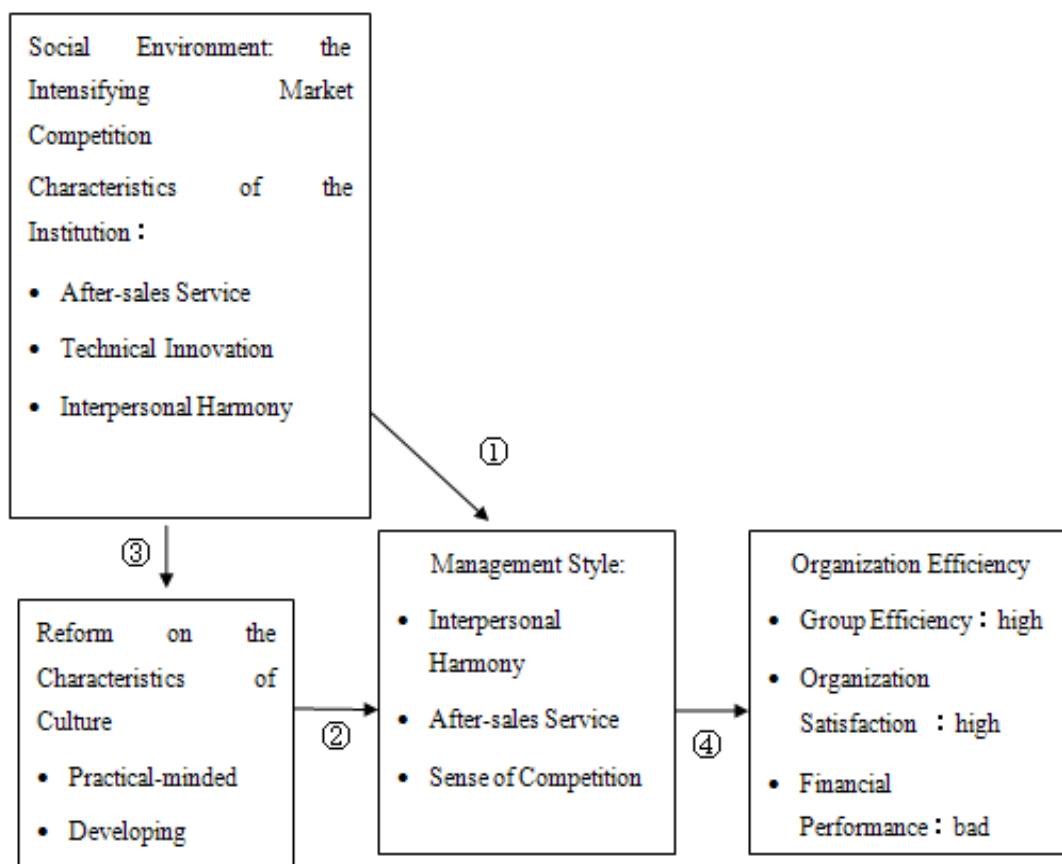 Social Environment: the
Intensifying Market
Competition
Characteristics of the
Institution：
• After-sales Service
• Technical Innovation
• Interpersonal Harmony
①
③
Reform on the
Characteristics of
Culture
• Practical-minded
• Developing
②
Management Style:
• Interpersonal
Harmony
• After-sales Service
• Sense of Competition
④
Organization Efficiency
• Group Efficiency：high
• Organization
Satisfaction ：high
• Financial
Performance：bad